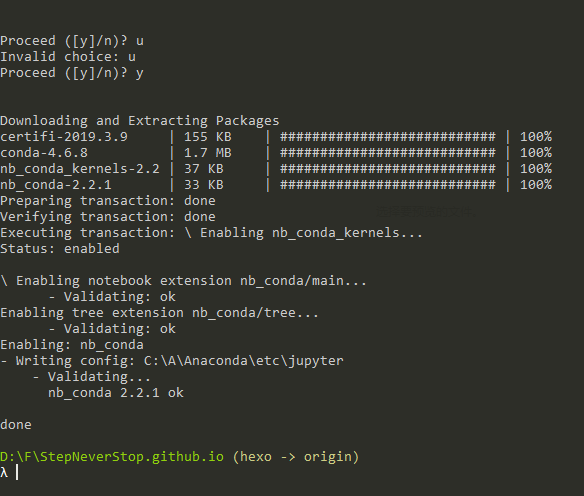 Proceed ([y]/n)? u
Invalid choice: u
Proceed ([y]/n)? y
Downloading and Extracting Packages
certifi-2019.3.9     | 155 KB    | ########################### | 100%
conda-4.6.8          | 1.7 MB    | ########################### | 100%
nb_conda_kernels-2.2 | 37 KB     | ########################### | 100%
nb_conda-2.2.1       | 33 KB     | ########################### | 100%
Preparing transaction: done
Verifying transaction: done
Executing transaction: \ Enabling nb_conda_kernels...
Status: enabled
\ Enabling notebook extension nb_conda/main...
      - Validating: ok
Enabling tree extension nb_conda/tree...
      - Validating: ok
Enabling: nb_conda
- Writing config: C:\A\Anaconda\etc\jupyter
    - Validating...
      nb_conda 2.2.1 ok
done
D:\F\StepNeverStop.github.io (hexo -> origin)
λ